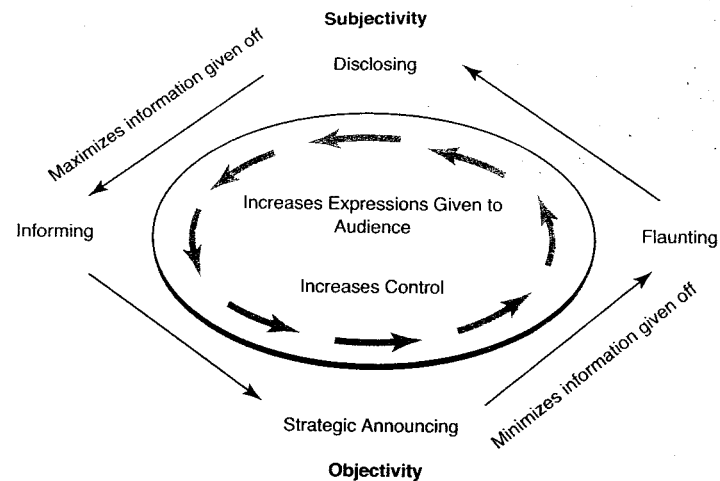 Subjectivity
Maximizes information given off
Disclosing
Increases Expressions Given to
Audience
Informing
Flaunting
Increases Control
Minimizes information given off
Strategic Announcing
Objectivity